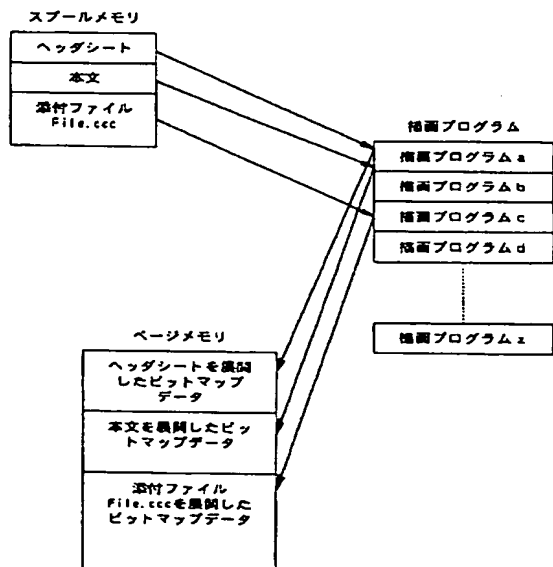 スプールメモリ
ヘッダシート
本文
添付ファイル
File.ccc
描画プログラム
描画プログラムa
描画プログラムb
描画プログラムc
描画プログラムd
描画プログラムz
ページメモリ
ヘッダシートを展開
したビットマップ
データ
本文を展開したビッ
トマップデータ
添付ファイル
File.cccを展開した
ビットマップデータ